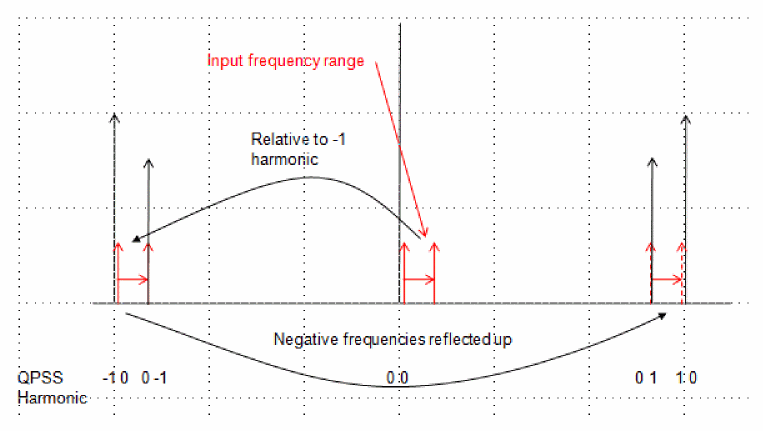 Input frequency range
Relative to -1
harmonic
Negative frequencies reflected up
QPSS -1 0 0 -1 0 0 0 1 1 0
Harmonic